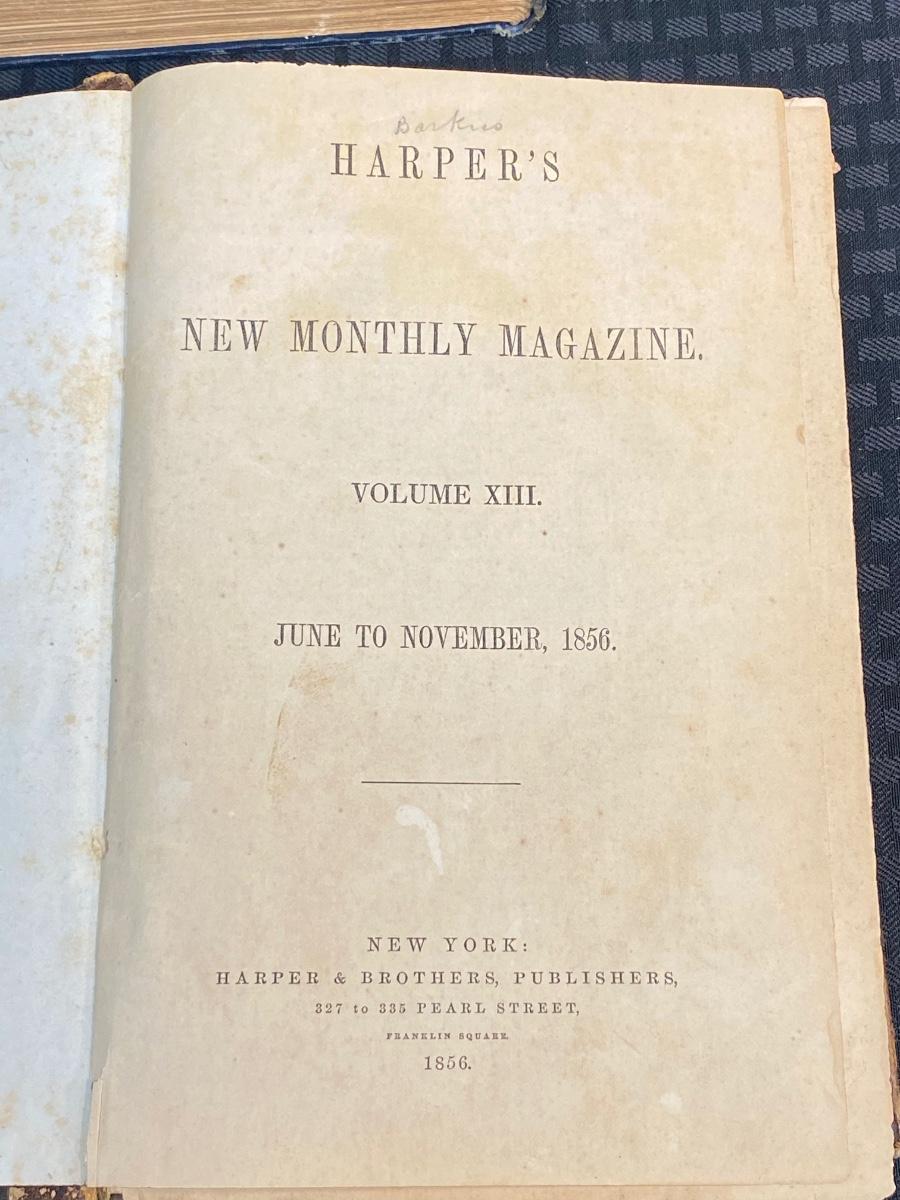 HARPER'S
NEW MONTHLY MAGAZINE.
VOLUME XIII.
JUNE TO NOVEMBER, 1856.
NEW YORK:
HARPER & BROTHERS, PUBLISHERS,
327 to 335 PEARL STREET,
FRANKLIN SQUARE.
1856.